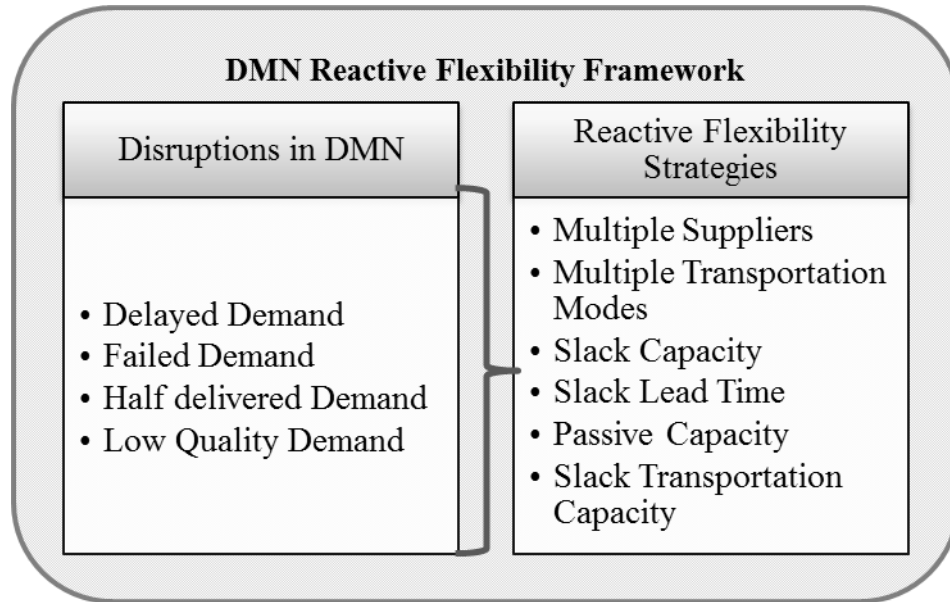 DMN Reactive Flexibility Framework
Disruptions in DMN
• Delayed Demand
• Failed Demand
• Half delivered Demand
• Low Quality Demand
Reactive Flexibility
Strategies
• Multiple Suppliers
• Multiple Transportation
Modes
• Slack Capacity
• Slack Lead Time
• Passive Capacity
• Slack Transportation
Capacity